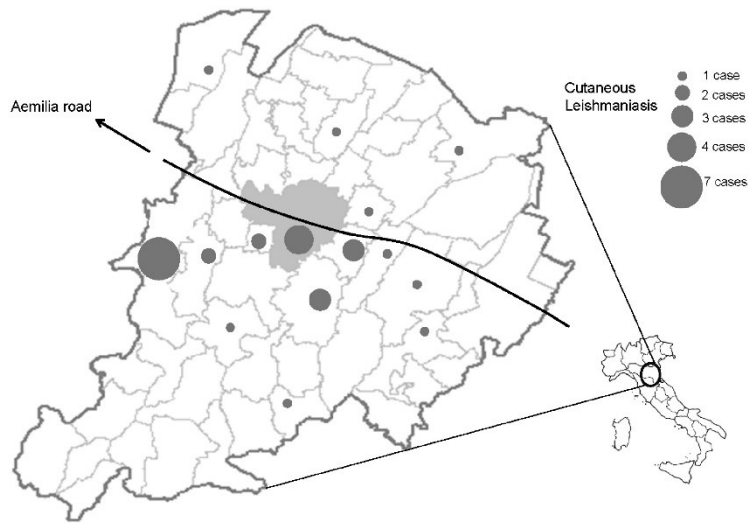 Aemilia road
Cutaneous
Leishmaniasis
1 case
2 cases
3 cases
4 cases
7 cases